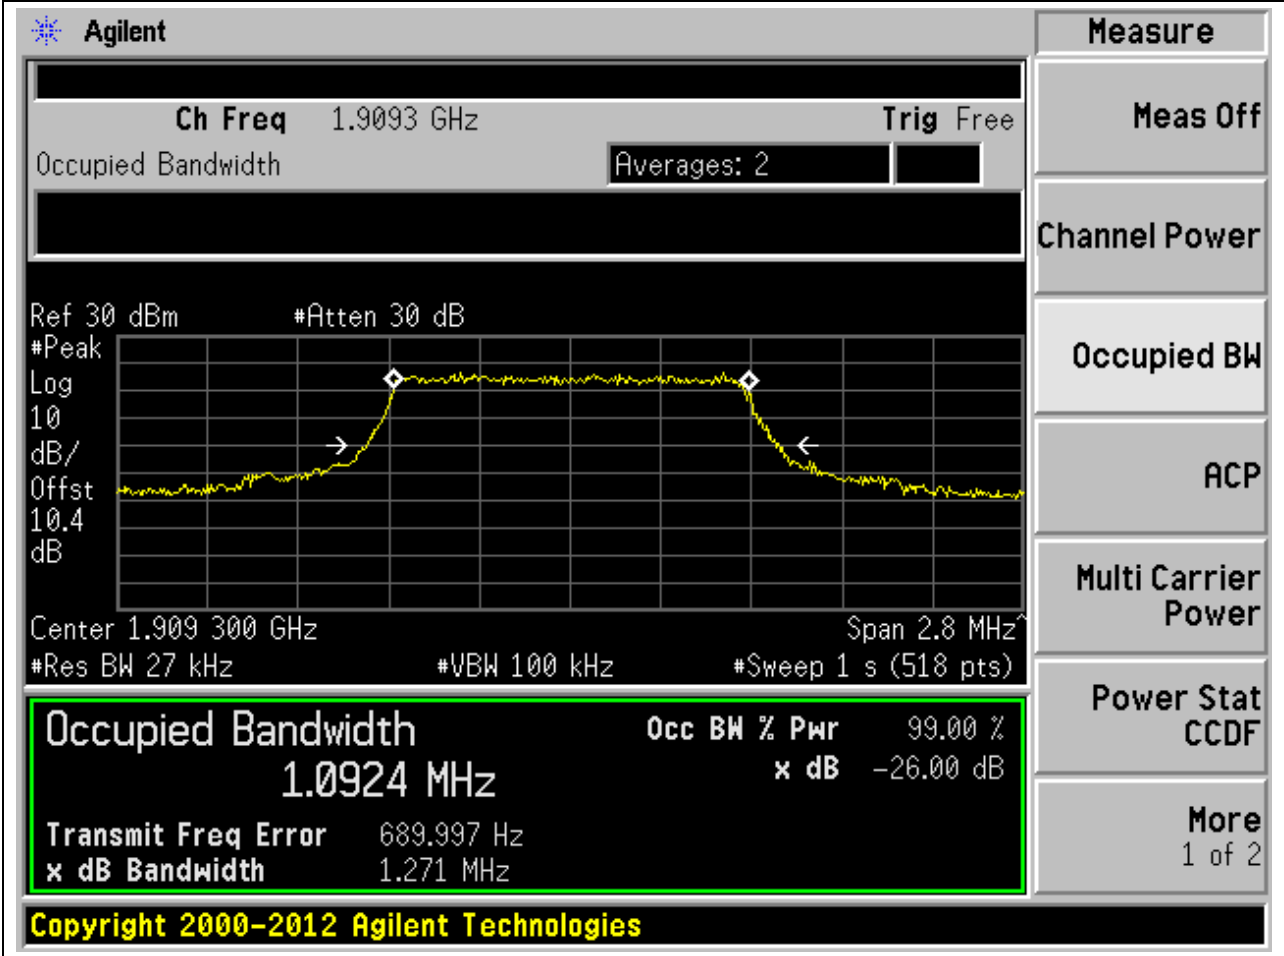 Agilent
Measure
Ch Freq 1.9093 GHz Trig Free
Occupied Bandwidth Averages: 2
Meas Off
Channel Power
Occupied BW
ACP
Multi Carrier
Power
Power Stat
CCDF
More
1 of 2
Ref 30 dBm #Atten 30 dB
#Peak
Log
10
dB/
Offst
10.4
dB
Center 1.909 300 GHz Span 2.8 MHz^
#Res BW 27 kHz #VBW 100 kHz #Sweep 1 s (518 pts)
Occupied Bandwidth Occ BW % Pwr 99.00 %
1.0924 MHz x dB -26.00 dB
Transmit Freq Error 689.997 Hz
x dB Bandwidth 1.271 MHz
Copyright 2000-2012 Agilent Technologies